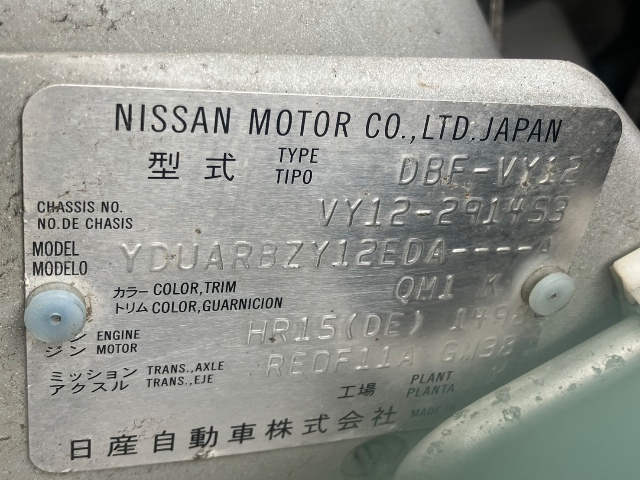 NISSAN MOTOR CO.,LTD.JAPAN
型式 TYPE TIPO DBF-VY12
CHASSIS NO. NO.DE CHASIS VY12-291453
MODEL MODELO YDUARBZY12EDA----A
カラー トリム COLOR,TRIM COLOR,GUARNICION QM1 K
ジン ENGINE MOTOR HR15(DE)
ミッション アクスル TRANS.,AXLE TRANS.,EJE RE0F11A
工場 PLANT PLANTA
日産自動車株式会社 MADE